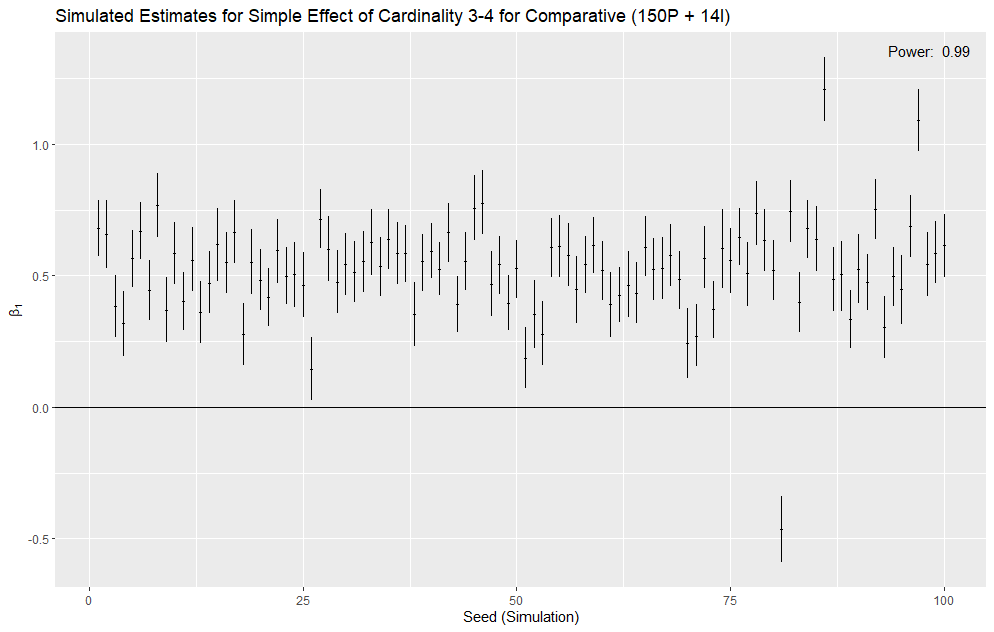 Simulated Estimates for Simple Effect of Cardinality 3-4 for Comparative (150P + 14I)
Power: 0.99
1.0
0.5
0.0
-0.5
β1
0 25 50 75 100
Seed (Simulation)